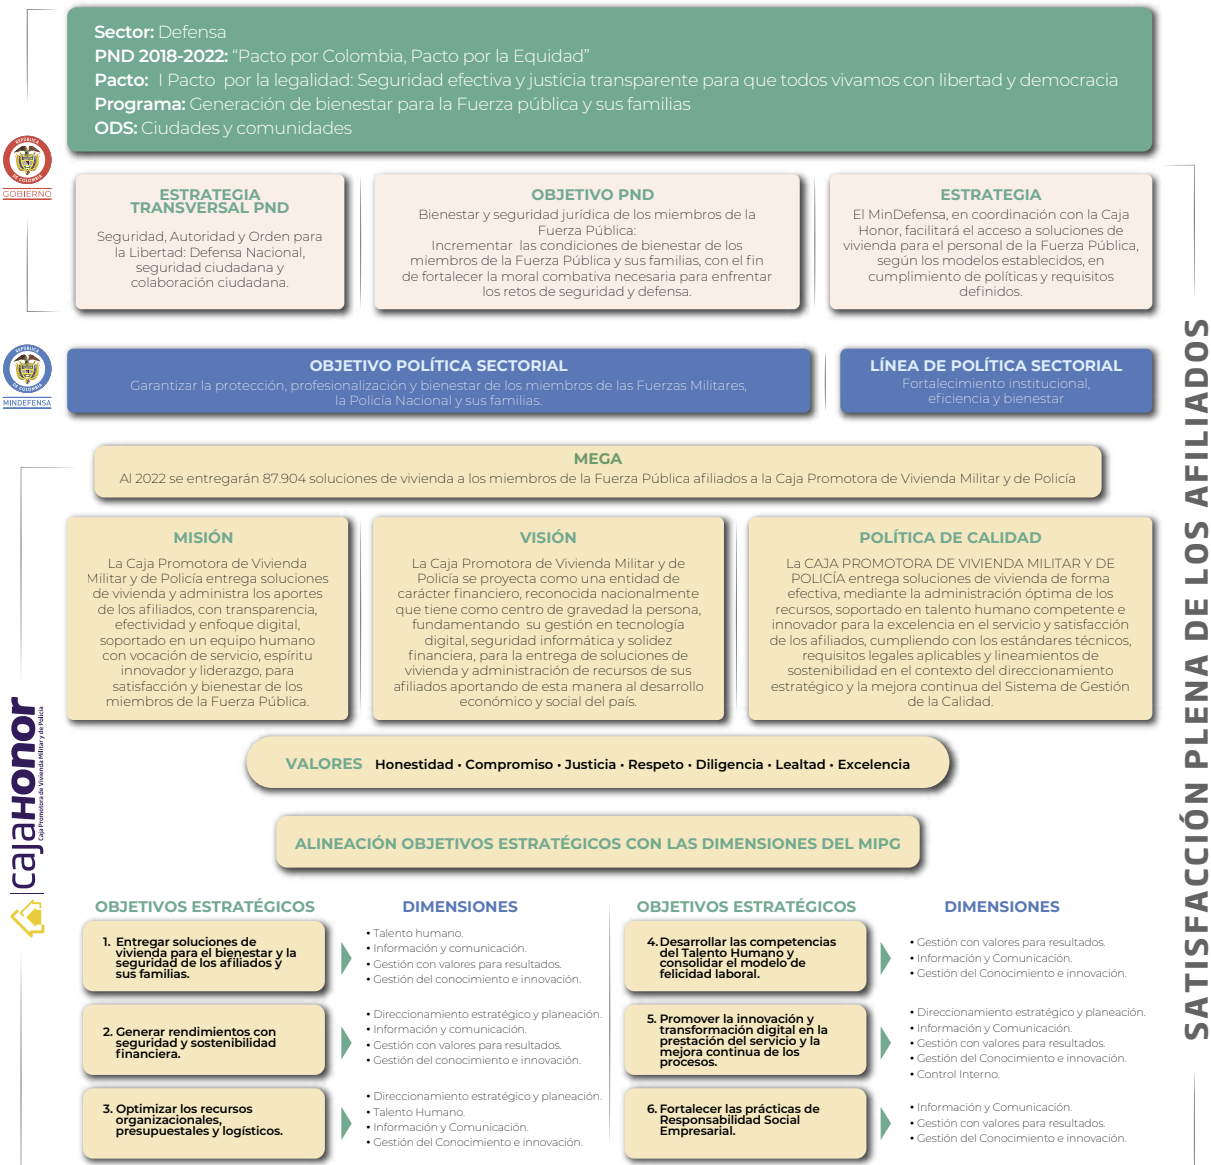 Sector: Defensa
PND 2018-2022: “Pacto por Colombia, Pacto por la Equidad”
Pacto: I Pacto por la legalidad: Seguridad efectiva y justicia transparente para que todos vivamos con libertad y democracia
Programa: Generación de bienestar para la Fuerza pública y sus familias
ODS: Ciudades y comunidades
REPÚBLICA
DE COLOMBIA
GOBIERNO
ESTRATEGIA
TRANSVERSAL PND
Seguridad, Autoridad y Orden para
la Libertad: Defensa Nacional,
seguridad ciudadana y
colaboración ciudadana.
OBJETIVO PND
Bienestar y seguridad jurídica de los miembros de la
Fuerza Pública:
Incrementar las condiciones de bienestar de los
miembros de la Fuerza Pública y sus familias, con el fin
de fortalecer la moral combativa necesaria para enfrentar
los retos de seguridad y defensa.
ESTRATEGIA
El MinDefensa, en coordinación con la Caja
Honor, facilitará el acceso a soluciones de
vivienda para el personal de la Fuerza Pública,
según los modelos establecidos, en
cumplimiento de políticas y requisitos
definidos.
REPÚBLICA
DE COLOMBIA
MINDEFENSA
OBJETIVO POLÍTICA SECTORIAL
Garantizar la protección, profesionalización y bienestar de los miembros de las Fuerzas Militares,
la Policía Nacional y sus familias.
LÍNEA DE POLÍTICA SECTORIAL
Fortalecimiento institucional,
eficiencia y bienestar
MEGA
Al 2022 se entregarán 87.904 soluciones de vivienda a los miembros de la Fuerza Pública afiliados a la Caja Promotora de Vivienda Militar y de Policía
MISIÓN
La Caja Promotora de Vivienda
Militar y de Policía entrega soluciones
de vivienda y administra los aportes
de los afiliados, con transparencia,
efectividad y enfoque digital,
soportado en un equipo humano
con vocación de servicio, espíritu
innovador y liderazgo, para
satisfacción y bienestar de los
miembros de la Fuerza Pública.
VISIÓN
La Caja Promotora de Vivienda Militar y de
Policía se proyecta como una entidad de
carácter financiero, reconocida nacionalmente
que tiene como centro de gravedad la persona,
fundamentando su gestión en tecnología
digital, seguridad informática y solidez
financiera, para la entrega de soluciones de
vivienda y administración de recursos de sus
afiliados aportando de esta manera al desarrollo
económico y social del país.
POLÍTICA DE CALIDAD
La CAJA PROMOTORA DE VIVIENDA MILITAR Y DE
POLICÍA entrega soluciones de vivienda de forma
efectiva, mediante la administración óptima de los
recursos, soportado en talento humano competente e
innovador para la excelencia en el servicio y satisfacción
de los afiliados, cumpliendo con los estándares técnicos,
requisitos legales aplicables y lineamientos de
sostenibilidad en el contexto del direccionamiento
estratégico y la mejora continua del Sistema de Gestión
de la Calidad.
CajaHonor
Caja Promotora de Vivienda Militar y de Policía
VALORES Honestidad • Compromiso • Justicia • Respeto • Diligencia • Lealtad • Excelencia
ALINEACIÓN OBJETIVOS ESTRATÉGICOS CON LAS DIMENSIONES DEL MIPG
OBJETIVOS ESTRATÉGICOS
DIMENSIONES
1. Entregar soluciones de
vivienda para el bienestar y la
seguridad de los afiliados y
sus familias.
• Talento humano.
• Información y comunicación.
• Gestión con valores para resultados.
• Gestión del conocimiento e innovación.
2. Generar rendimientos con
seguridad y sostenibilidad
financiera.
• Direccionamiento estratégico y planeación.
• Información y comunicación.
• Gestión con valores para resultados.
• Gestión del conocimiento e innovación.
3. Optimizar los recursos
organizacionales,
presupuestales y logísticos.
• Direccionamiento estratégico y planeación.
• Talento Humano.
• Información y Comunicación.
• Gestión del Conocimiento e innovación.
OBJETIVOS ESTRATÉGICOS
DIMENSIONES
4. Desarrollar las competencias
del Talento Humano y
consolidar el modelo de
felicidad laboral.
• Gestión con valores para resultados.
• Información y Comunicación.
• Gestión del Conocimiento e innovación.
5. Promover la innovación y
transformación digital en la
prestación del servicio y la
mejora continua de los
procesos.
• Direccionamiento estratégico y planeación.
• Información y Comunicación.
• Gestión con valores para resultados.
• Gestión del Conocimiento e innovación.
• Control Interno.
6. Fortalecer las prácticas de
Responsabilidad Social
Empresarial.
• Información y Comunicación.
• Gestión con valores para resultados.
• Gestión del Conocimiento e innovación.
SATISFACCIÓN PLENA DE LOS AFILIADOS